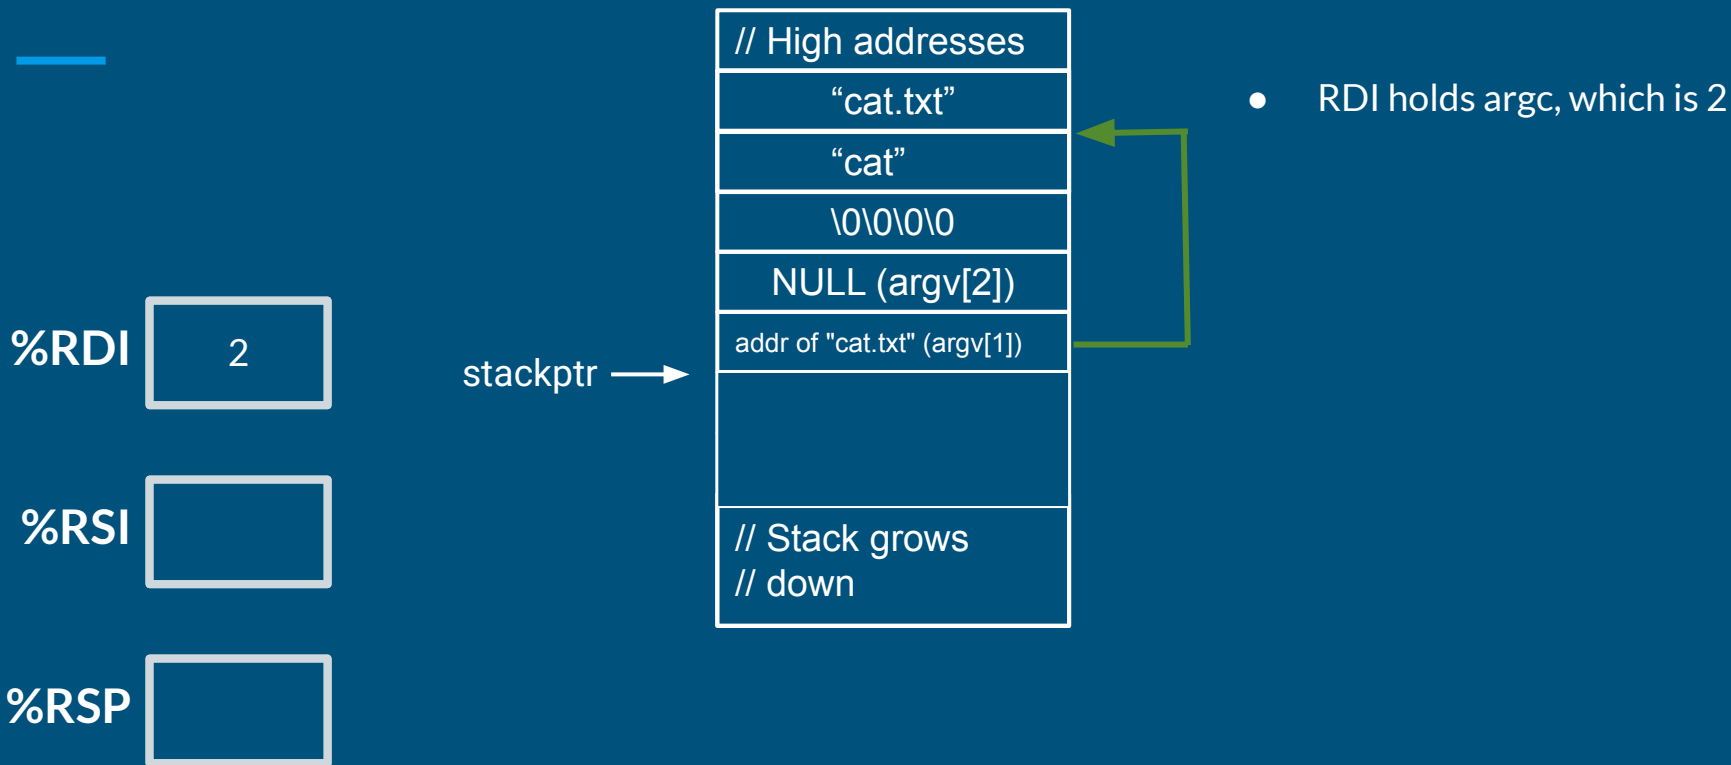 // High addresses
“cat.txt”
“cat”
\0\0\0\0
NULL (argv[2])
addr of "cat.txt" (argv[1])
// Stack grows
// down
stackptr
%RDI
2
%RSI
%RSP
● RDI holds argc, which is 2